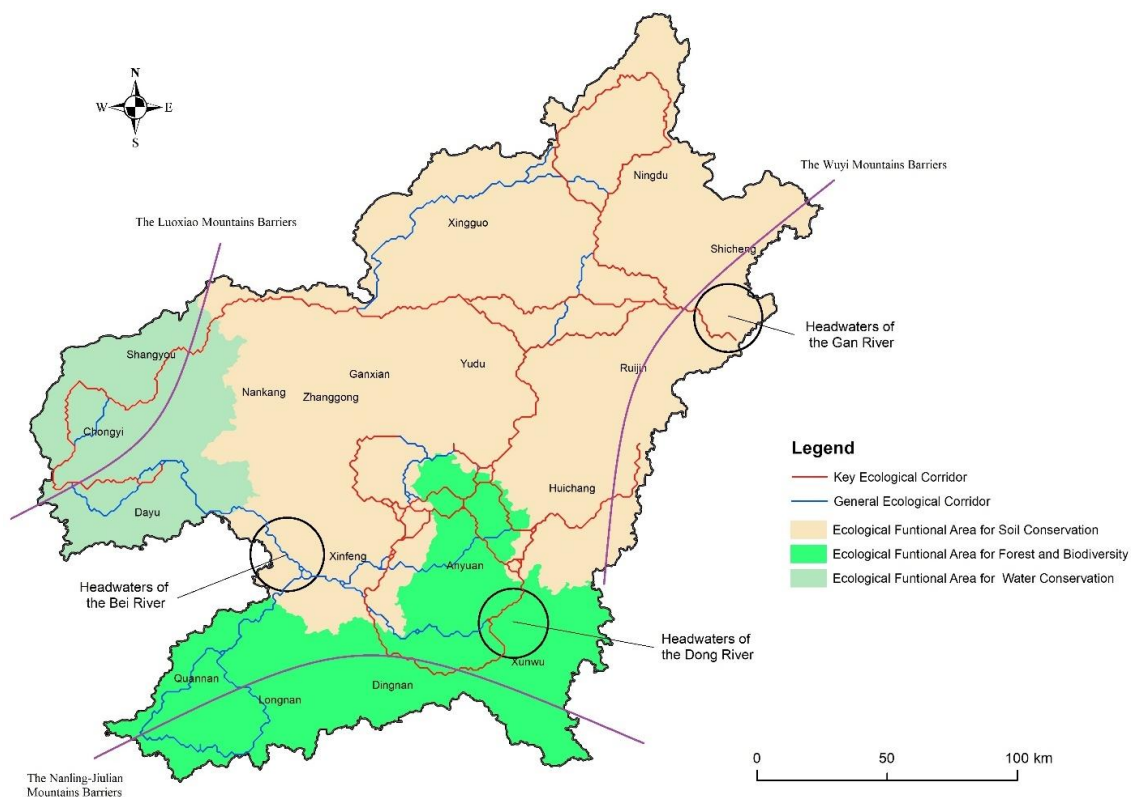 N
W E
S
The Wuyi Mountains Barriers
Ningdu
The Luoxiao Mountains Barriers
Xingguo
Shicheng
Headwaters of
the Gan River
Shangyou
Ganxian
Yudu
Ruijin
Nankang
Zhanggong
Chongyi
Legend
Key Ecological Corridor
General Ecological Corridor
Ecological Funtional Area for Soil Conservation
Ecological Funtional Area for Forest and Biodiversity
Ecological Funtional Area for Water Conservation
Huichang
Dayu
Xinfeng
Anyuan
Headwaters of
the Bei River
Headwaters of
the Dong River
Xunwu
Quannan
Dingnan
Longnan
The Nanling-Jiulian
Mountains Barriers
0 50 100 km